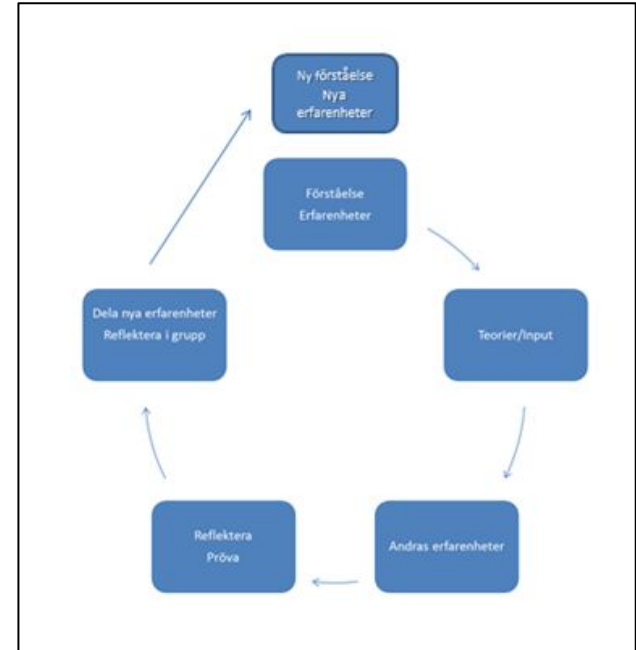 Ny förståelse
Nya
erfarenheter
Förståelse
Erfarenheter
Teorier/Input
Andras erfarenheter
Reflektera
Pröva
Dela nya erfarenheter
Reflektera i grupp